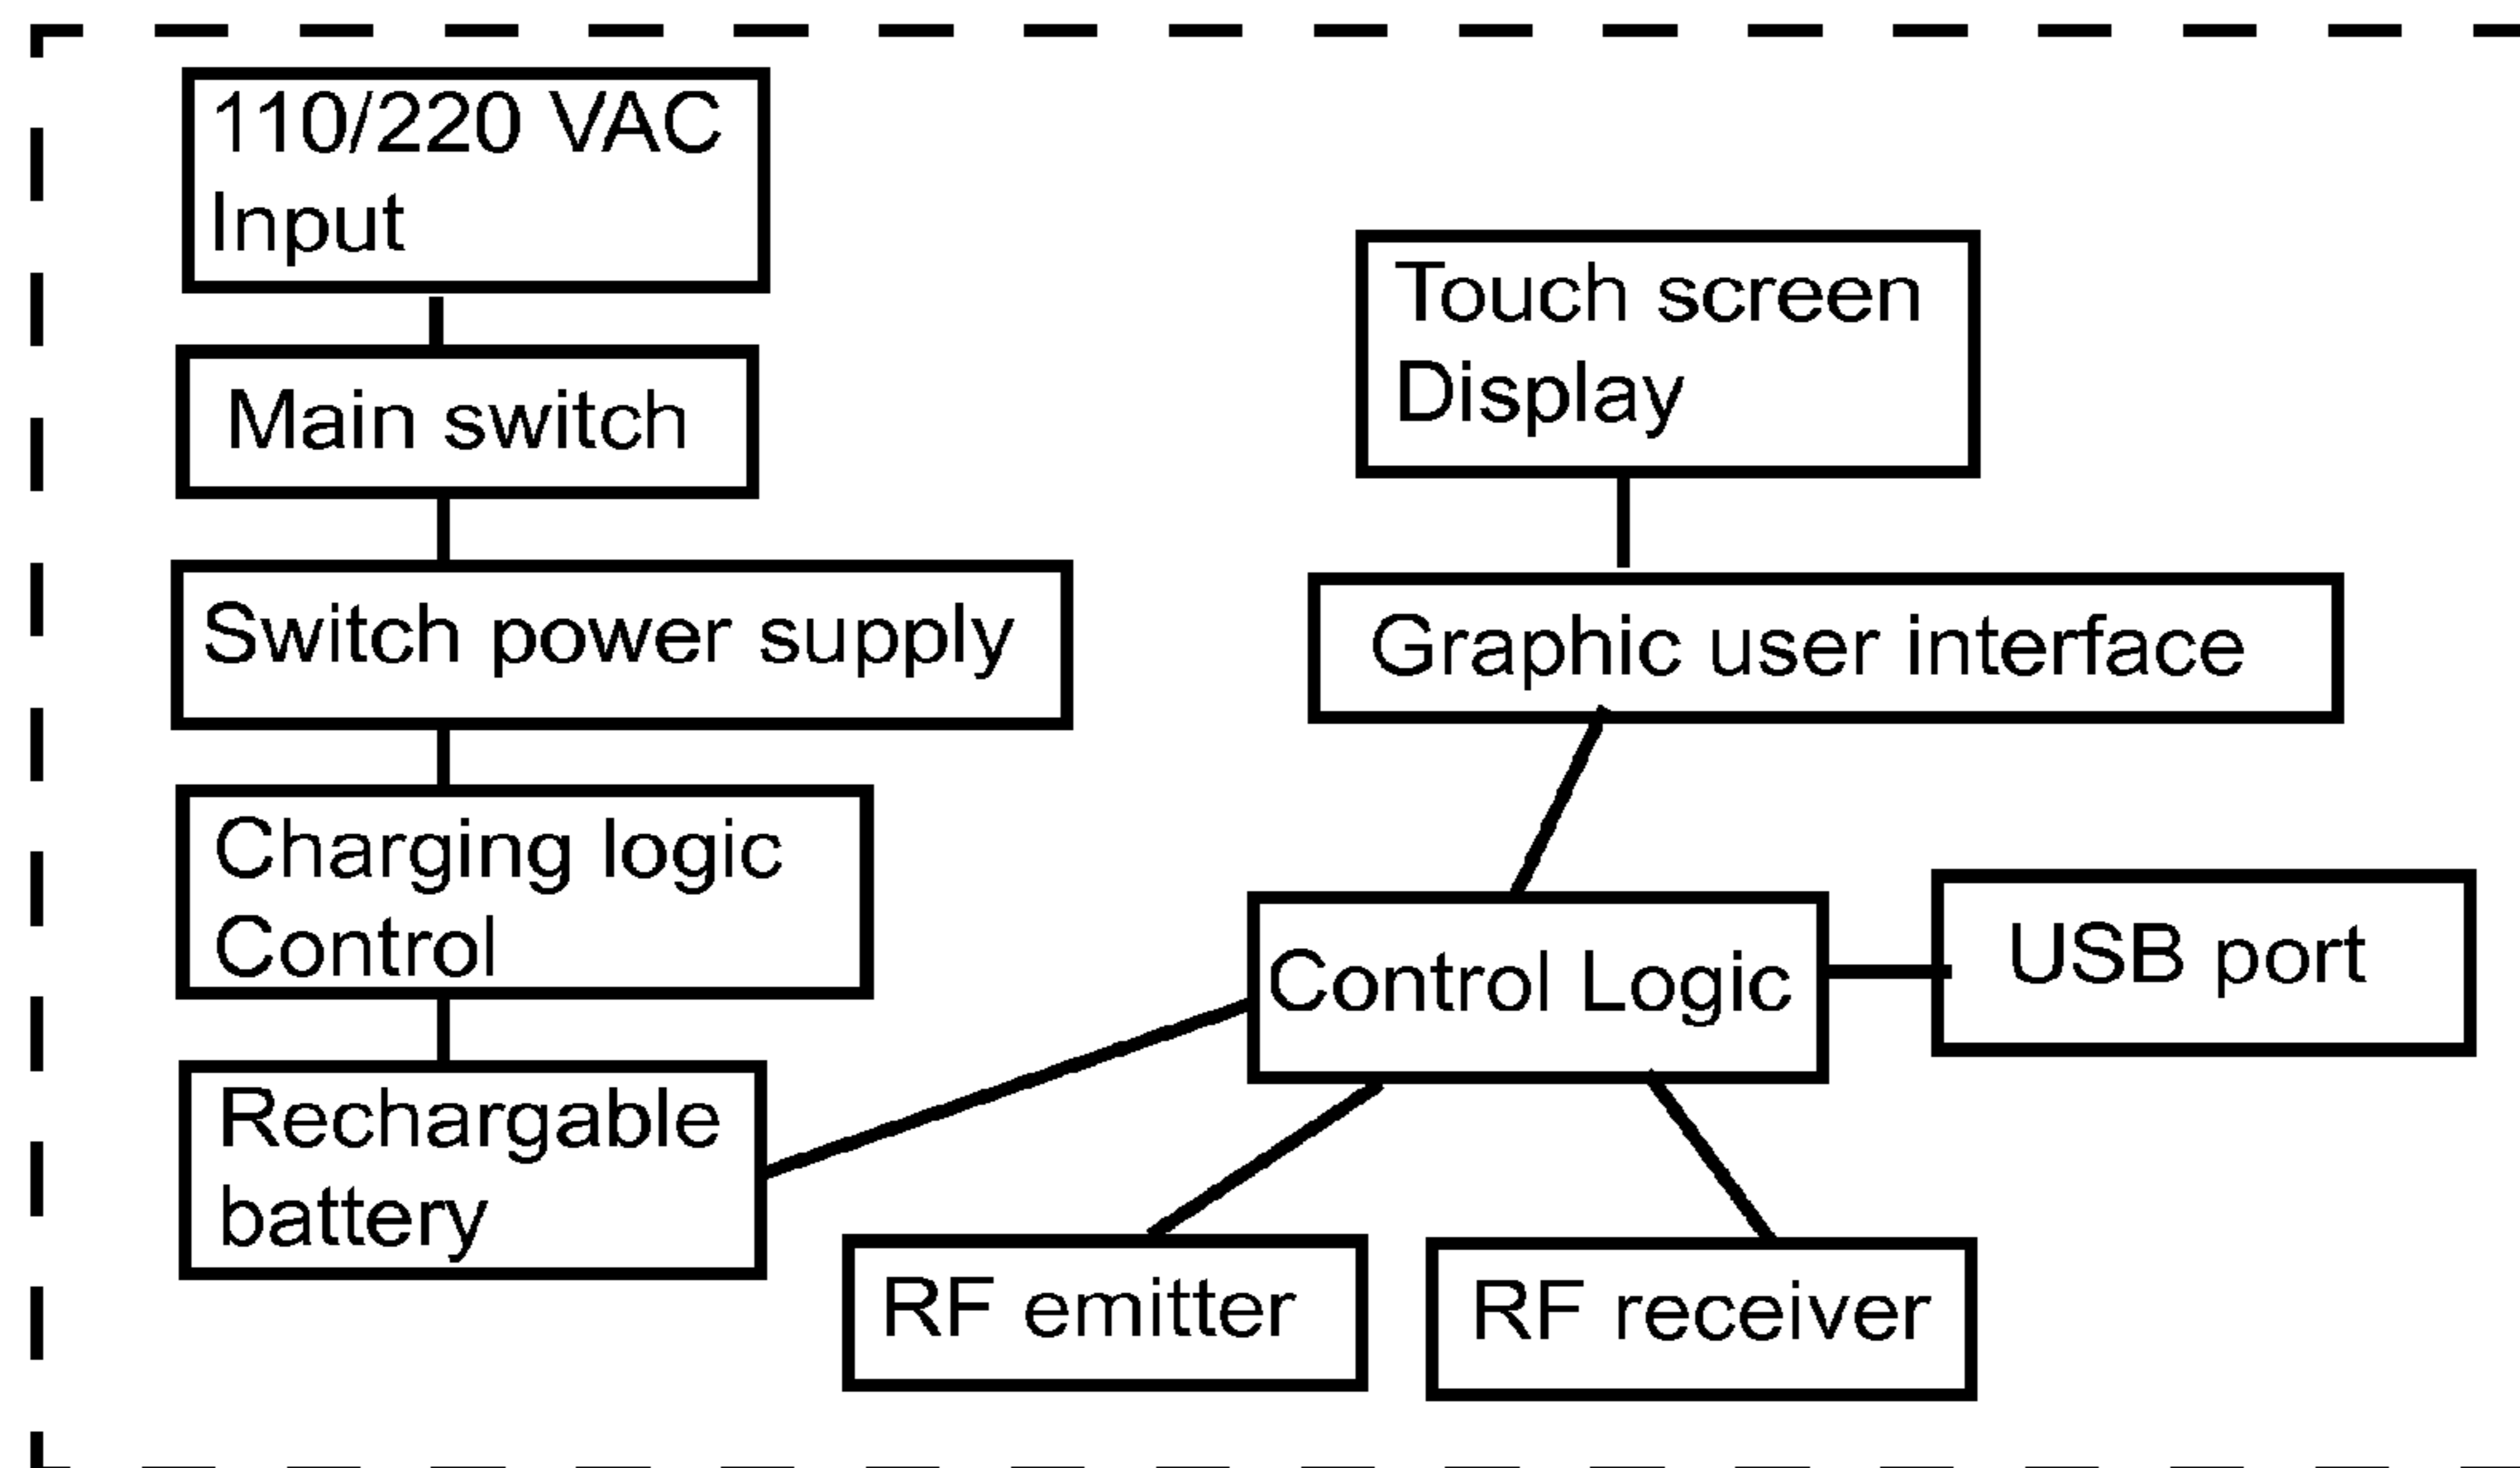 110/220 VAC
Input
Main switch
Switch power supply
Charging logic
Control
Rechargable
battery
Touch screen
Display
Graphic user interface
Control Logic
USB port
RF emitter
RF receiver